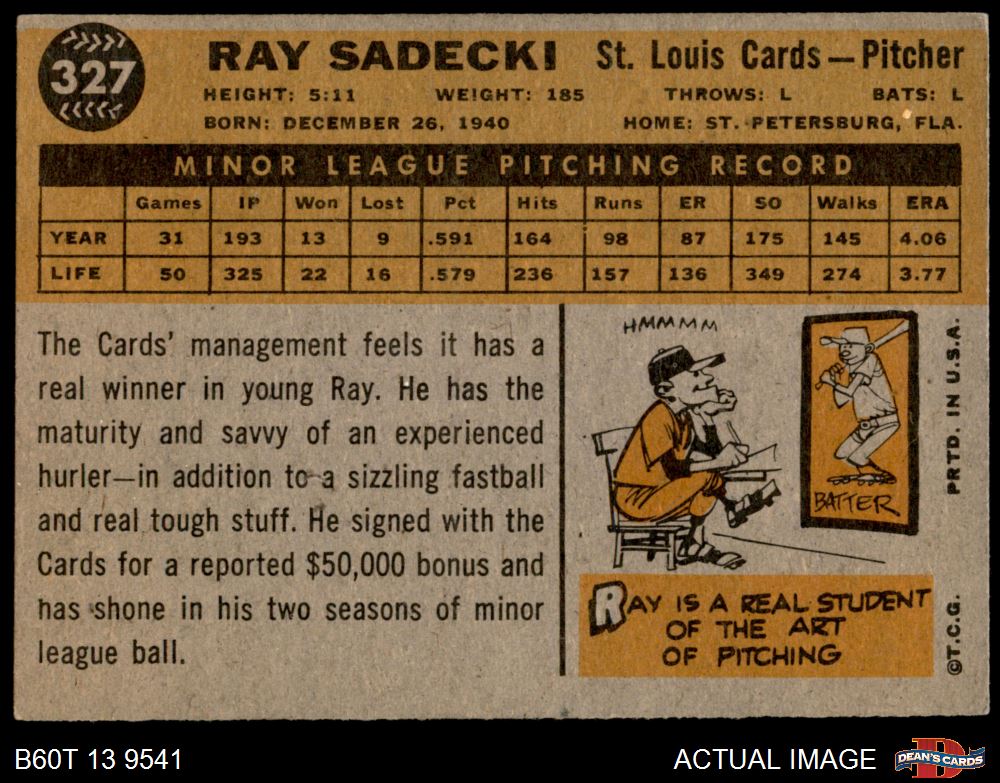 327
RAY SADECKI St. Louis Cards—Pitcher
HEIGHT: 5:11 WEIGHT: 185 THROWS: L BATS: L
BORN: DECEMBER 26, 1940 HOME: ST. PETERSBURG, FLA.
MINOR LEAGUE PITCHING RECORD
Games IP Won Lost Pct Hits Runs ER SO Walks ERA
YEAR 31 193 13 9 .591 164 98 87 175 145 4.06
LIFE 50 325 22 16 .579 236 157 136 349 274 3.77
The Cards' management feels it has a
real winner in young Ray. He has the
maturity and savvy of an experienced
hurler—in addition to a sizzling fastball
and real tough stuff. He signed with the
Cards for a reported $50,000 bonus and
has shone in his two seasons of minor
league ball.
HMMMMM
BATTER
RAY IS A REAL STUDENT
OF THE ART
OF PITCHING
©T.C.G. PRTD. IN U.S.A.
B60T 13 9541 ACTUAL IMAGE
DEAN'S CARDS